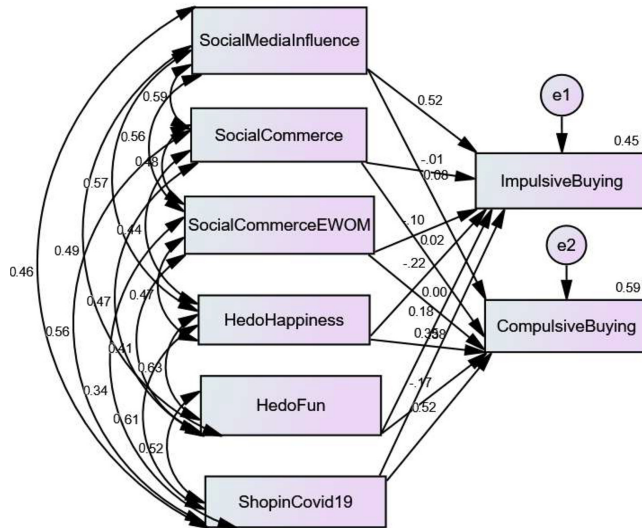 SocialMediaInfluence
0.59
0.52
e1
0.45
SocialCommerce
0.56
0.48
-.01
ImpulsiveBuying
0.57
SocialCommerceEWOM
-.10
0.44
0.02
e2
0.49
-.22
0.46
0.47
0.47
0.00
0.59
0.18
HedoHappiness
CompulsiveBuying
0.56
0.41
0.63
-.17
HedoFun
0.34
0.52
0.61
0.52
ShopinCovid19